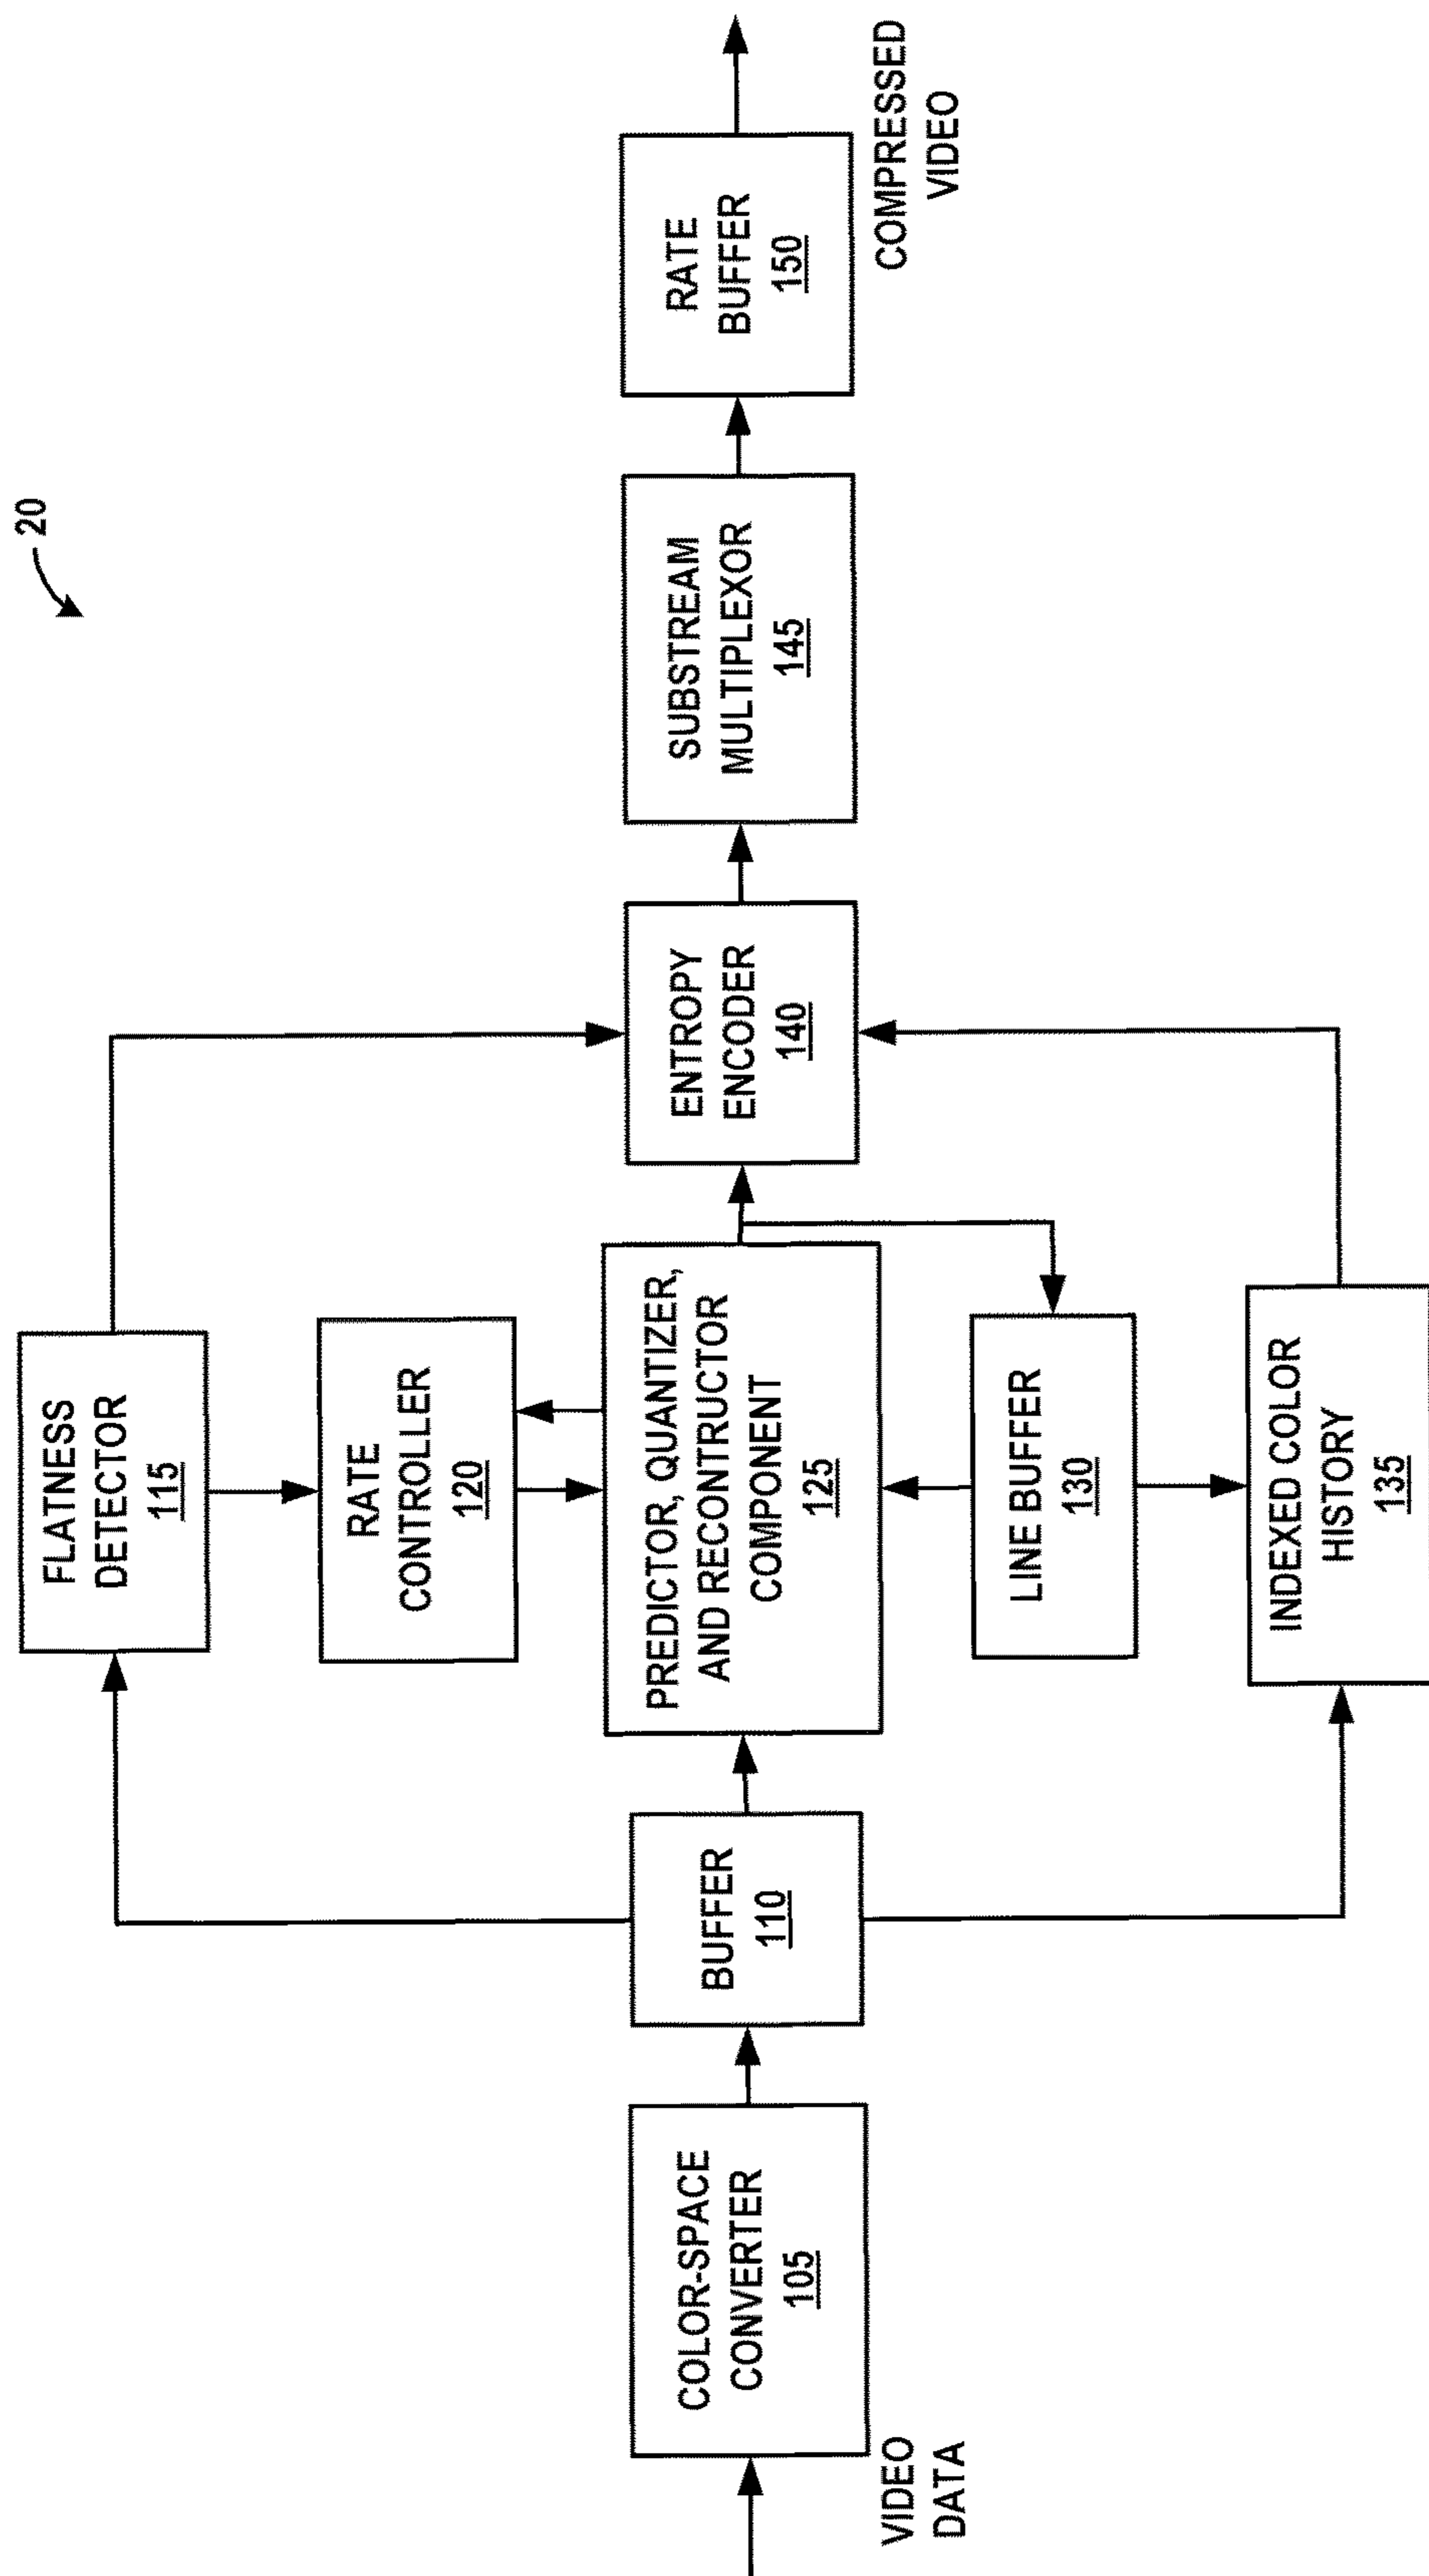 20
FLATNESS
DETECTOR
115
RATE
CONTROLLER
120
VIDEO
DATA
COLOR-SPACE
CONVERTER
105
BUFFER
110
PREDICTOR, QUANTIZER,
AND RECONTRUCTOR
COMPONENT
125
ENTROPY
ENCODER
140
SUBSTREAM
MULTIPLEXOR
145
RATE
BUFFER
150
COMPRESSED
VIDEO
LINE BUFFER
130
INDEXED COLOR
HISTORY
135